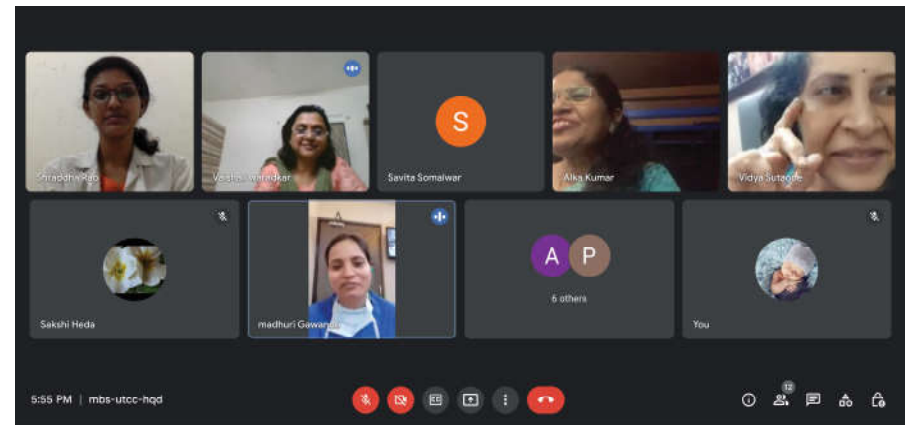 Shraddha Rao
S
Savita Somalwar
Alka Kumar
Vidya
Sakshi Heda
madhuri
A P
6 others
You
5:55 PM | mbs-utcc-hqd
12